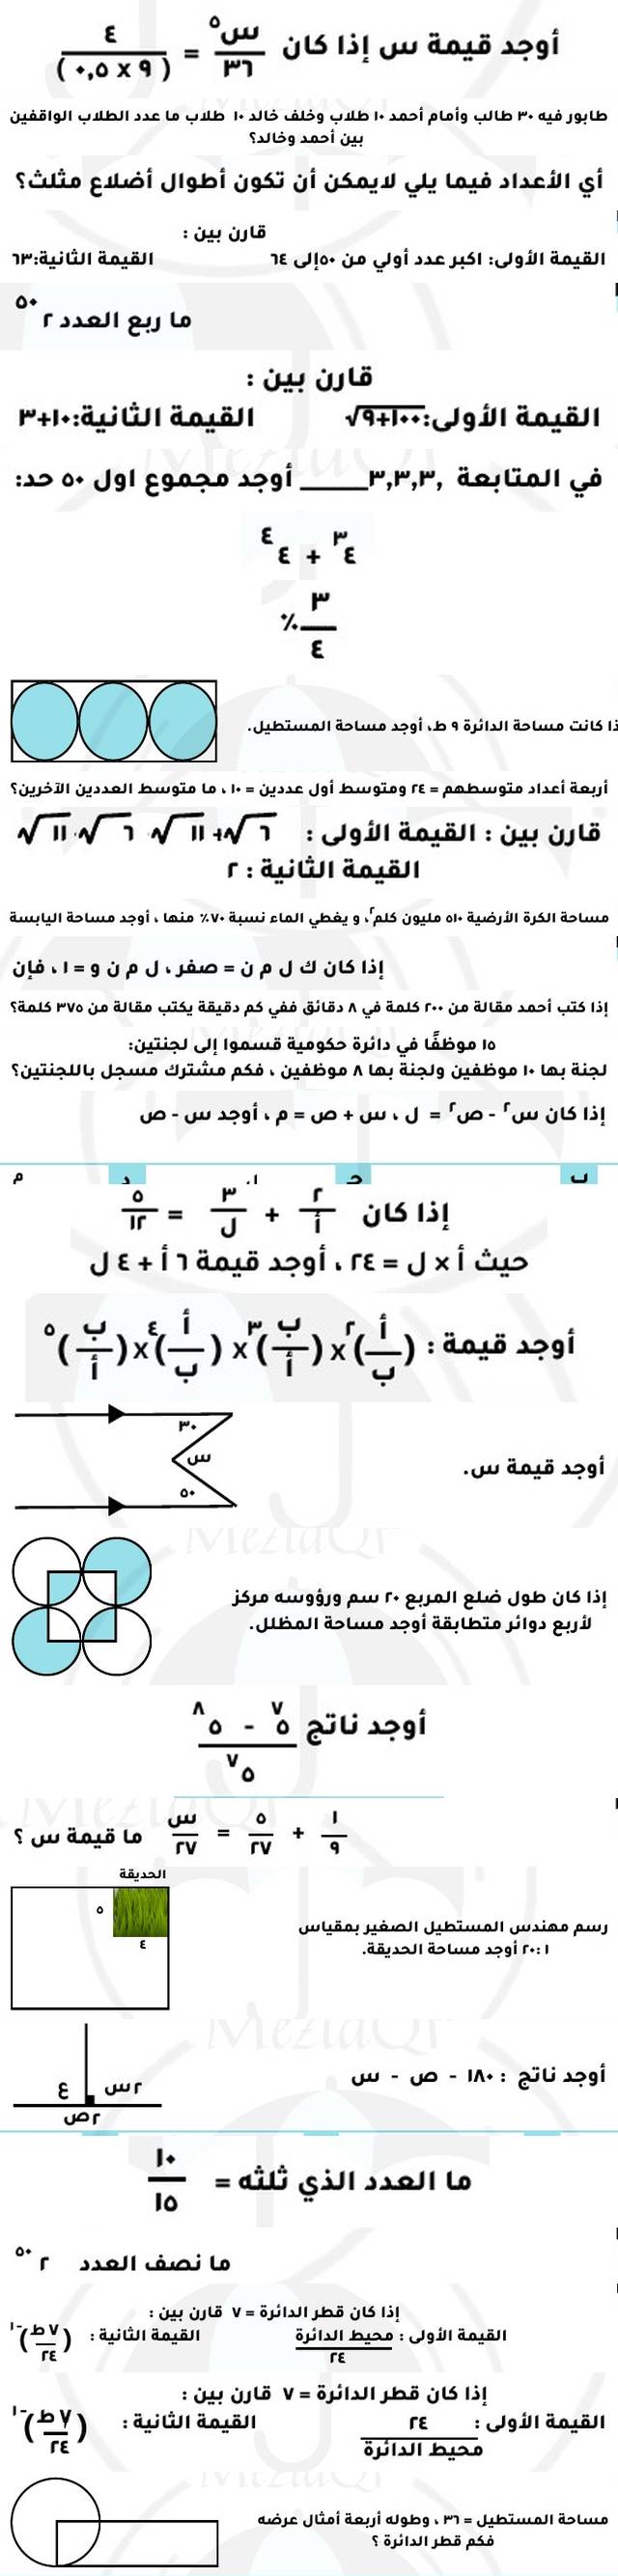 أوجد قيمة س إذا كان س^٥ / ٣٦ = ٤ / ( ٩ x ٠,٥ )
طابور فيه ٣٠ طالب وأمام أحمد ١٠ طلاب وخلف خالد ١٠ طلاب ما عدد الطلاب الواقفين
بين أحمد وخالد؟
أي الأعداد فيما يلي لايمكن أن تكون أطوال أضلاع مثلث؟
قارن بين :
القيمة الأولى: اكبر عدد أولي من ٥٠إلى ٦٤ القيمة الثانية:٦٣
ما ربع العدد ٢^٥٠
قارن بين :
القيمة الأولى:√١٠٠+٩ القيمة الثانية:١٠+٣
في المتابعة ,٣,٣,٣_____ أوجد مجموع اول ٥٠ حد:
٤^٣ + ٤^٤
٣/٤ ٪
ذا كانت مساحة الدائرة ٩ ط، أوجد مساحة المستطيل.
أربعة أعداد متوسطهم = ٢٤ ومتوسط أول عددين = ١٠ ، ما متوسط العددين الآخرين؟
قارن بين : القيمة الأولى : √٦ + √١١ √٦ √١١
القيمة الثانية : ٢
مساحة الكرة الأرضية ٥١٠ مليون كلم^٢، و يغطي الماء نسبة ٧٠٪ منها ، أوجد مساحة اليابسة
إذا كان ك ل م ن = صفر ، ل م ن و = ١ ، فإن
إذا كتب أحمد مقالة من ٢٠٠ كلمة في ٨ دقائق ففي كم دقيقة يكتب مقالة من ٣٧٥ كلمة؟
١٥ موظفًا في دائرة حكومية قسموا إلى لجنتين:
لجنة بها ١٠ موظفين ولجنة بها ٨ موظفين ، فكم مشترك مسجل باللجنتين؟
إذا كان س^٢ - ص^٢ = ل ، س + ص = م ، أوجد س - ص
ب ج د
إذا كان ٢/أ + ٣/ل = ٥/١٢
حيث أ x ل = ٢٤ ، أوجد قيمة ٦ أ + ٤ ل
أوجد قيمة : (أ/ب)^٢ x (ب/أ)^٣ x (أ/ب)^٤ x (ب/أ)^٥
٣٠
س
٥٠
أوجد قيمة س.
إذا كان طول ضلع المربع ٢٠ سم ورؤوسه مركز
لأربع دوائر متطابقة أوجد مساحة المظلل.
أوجد ناتج (٥^٧ - ٥^٨) / ٥^٧
١/٩ + ٥/٢٧ = س/٢٧ ما قيمة س ؟
الحديقة
٥
٤
رسم مهندس المستطيل الصغير بمقياس
١ :٢٠ أوجد مساحة الحديقة.
ع ٢س
٢ص
أوجد ناتج : ١٨٠ - ص - س
ما العدد الذي ثلثه = ١٠/١٥
ما نصف العدد ٢^٥٠
إذا كان قطر الدائرة = ٧ قارن بين :
القيمة الأولى : محيط الدائرة / ٢٤ القيمة الثانية : (٧ط/٢٤)^-١
إذا كان قطر الدائرة = ٧ قارن بين :
القيمة الأولى : ٢٤ / محيط الدائرة القيمة الثانية : (٧ط/٢٤)^-١
مساحة المستطيل = ٣٦ ، وطوله أربعة أمثال عرضه
فكم قطر الدائرة ؟